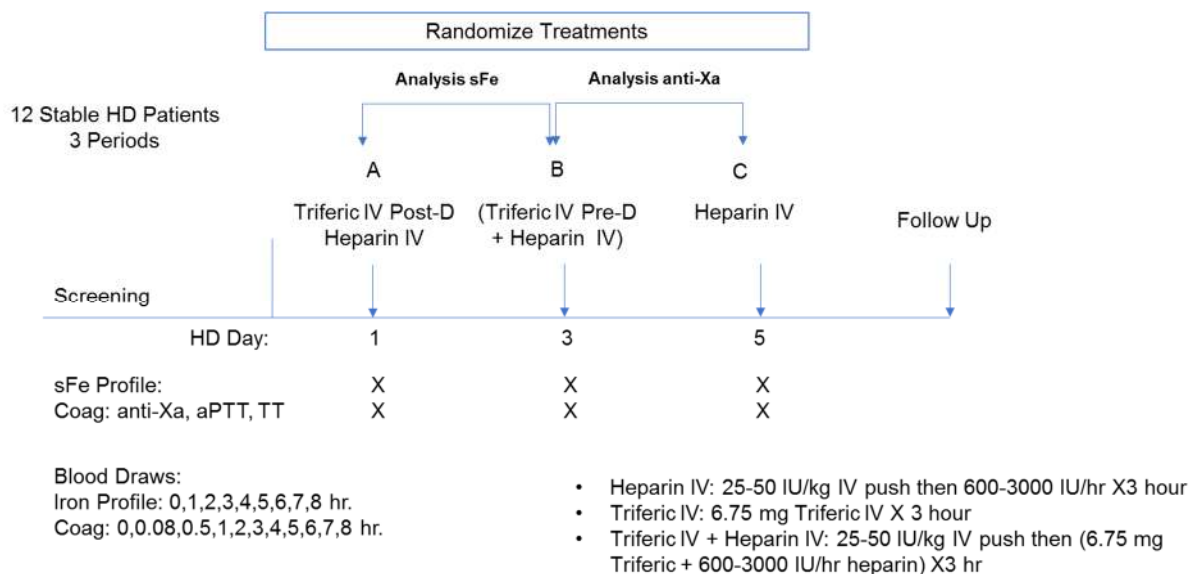 Randomize Treatments
Analysis sFe
Analysis anti-Xa
12 Stable HD Patients
3 Periods
A
B
C
Triferic IV Post-D
Heparin IV
(Triferic IV Pre-D
+ Heparin IV)
Heparin IV
Follow Up
Screening
HD Day: 1 3 5
sFe Profile: X X X
Coag: anti-Xa, aPTT, TT X X X
Blood Draws:
Iron Profile: 0,1,2,3,4,5,6,7,8 hr.
Coag: 0,0.08,0.5,1,2,3,4,5,6,7,8 hr.
• Heparin IV: 25-50 IU/kg IV push then 600-3000 IU/hr X3 hour
• Triferic IV: 6.75 mg Triferic IV X 3 hour
• Triferic IV + Heparin IV: 25-50 IU/kg IV push then (6.75 mg
Triferic + 600-3000 IU/hr heparin) X3 hr